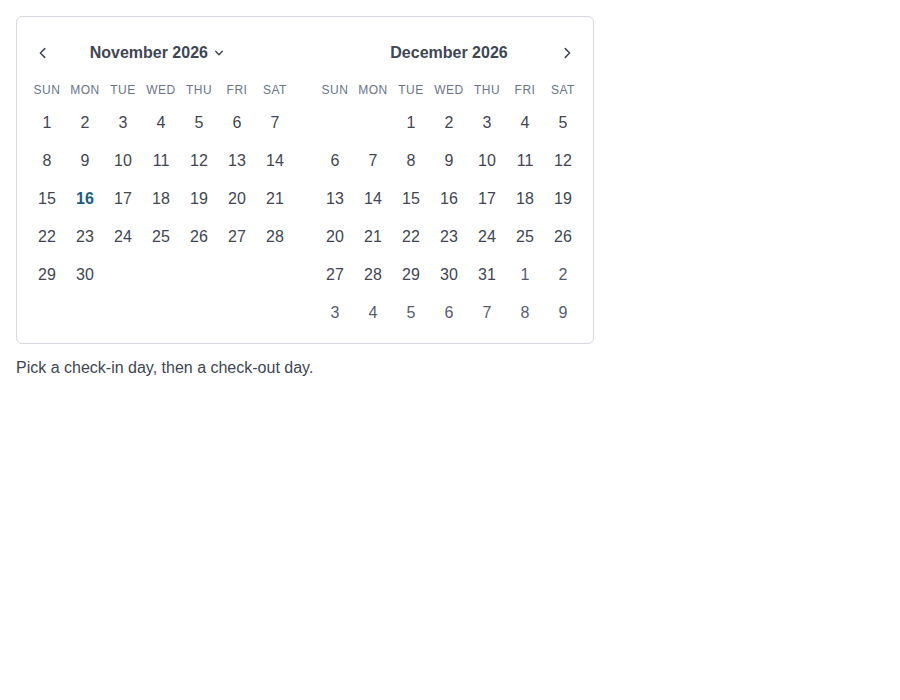 November 2026
SUN MON TUE WED THU FRI SAT
1 2 3 4 5 6 7
8 9 10 11 12 13 14
15 16 17 18 19 20 21
22 23 24 25 26 27 28
29 30
December 2026
SUN MON TUE WED THU FRI SAT
1 2 3 4 5
6 7 8 9 10 11 12
13 14 15 16 17 18 19
20 21 22 23 24 25 26
27 28 29 30 31 1 2
3 4 5 6 7 8 9
Pick a check-in day, then a check-out day.